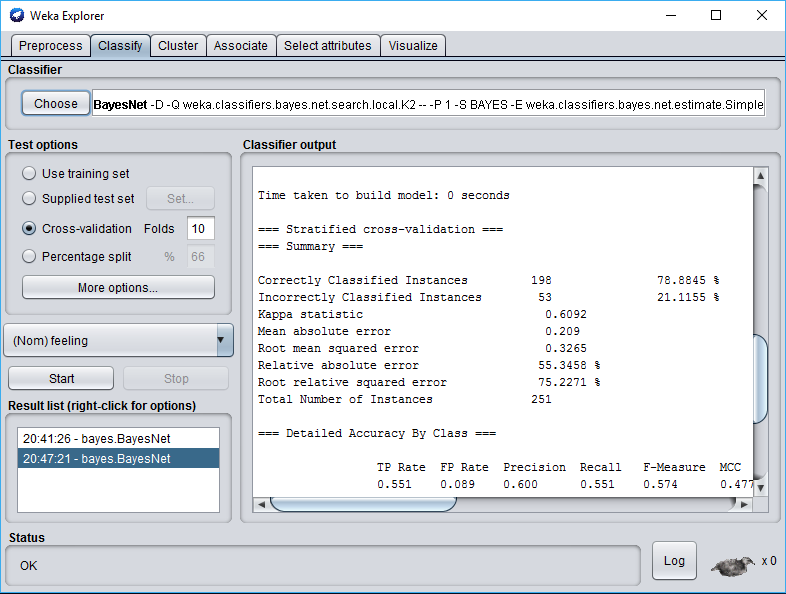 Weka Explorer
Preprocess Classify Cluster Associate Select attributes Visualize
Classifier
Choose BayesNet -D -Q weka.classifiers.bayes.net.search.local.K2 -- -P 1 -S BAYES -E weka.classifiers.bayes.net.estimate.Simple
Test options
Use training set
Supplied test set Set...
Cross-validation Folds 10
Percentage split % 66
More options...
(Nom) feeling
Start Stop
Result list (right-click for options)
20:41:26 - bayes.BayesNet
20:47:21 - bayes.BayesNet
Classifier output
Time taken to build model: 0 seconds
=== Stratified cross-validation ===
=== Summary ===
Correctly Classified Instances 198 78.8845 %
Incorrectly Classified Instances 53 21.1155 %
Kappa statistic 0.6092
Mean absolute error 0.209
Root mean squared error 0.3265
Relative absolute error 55.3458 %
Root relative squared error 75.2271 %
Total Number of Instances 251
=== Detailed Accuracy By Class ===
TP Rate FP Rate Precision Recall F-Measure MCC
0.551 0.089 0.600 0.551 0.574 0.477
Status
OK
Log x 0